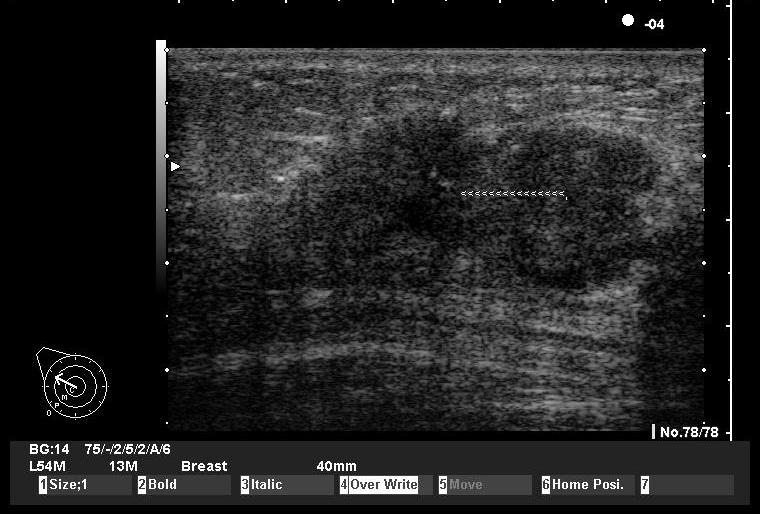 -04
No.78/78
BG:14 75/-/2/5/2/A/6
L54M 13M Breast 40mm
1 Size;1 2 Bold 3 Italic 4 Over Write 5 Move 6 Home Posi. 7